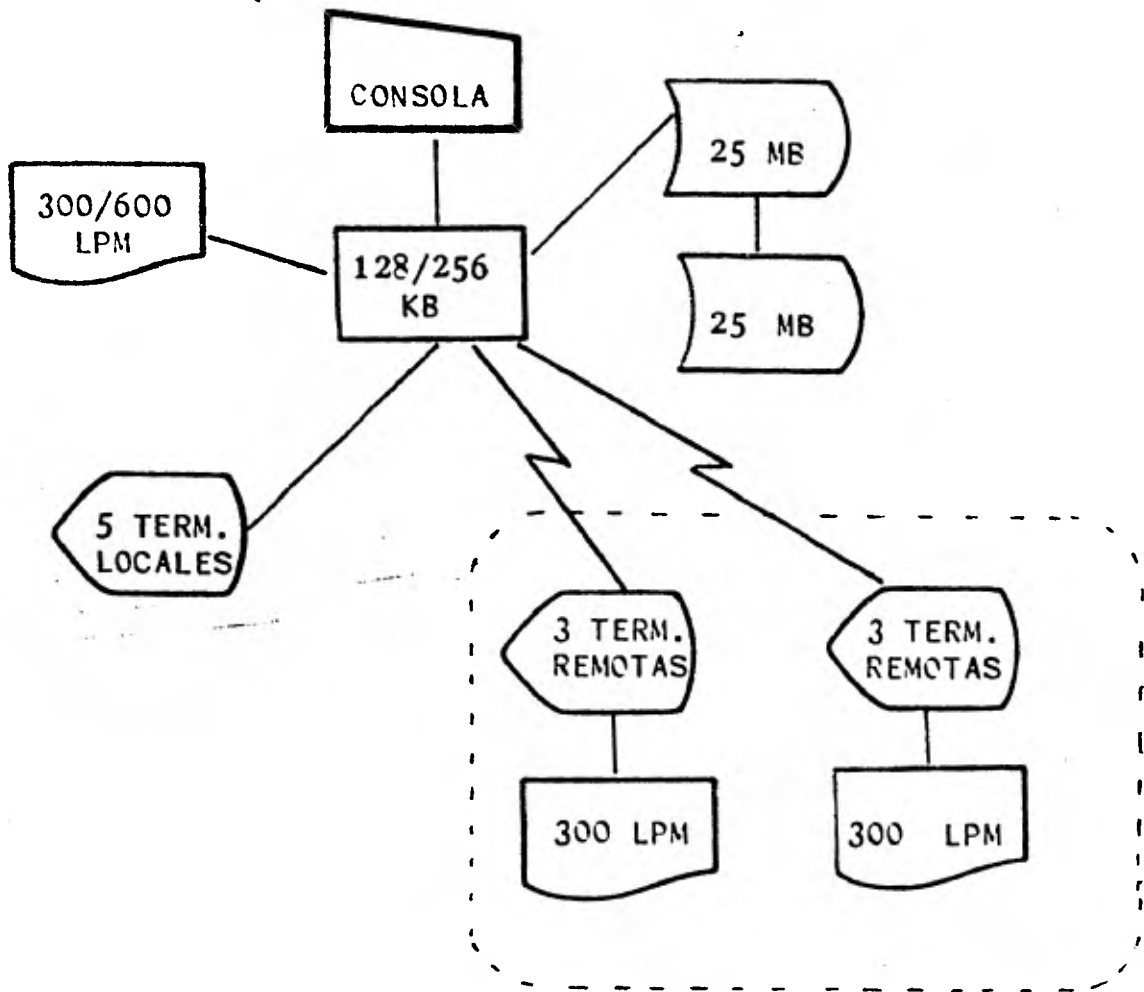 CONSOLA
25 MB
300/600
LPM
128/256
KB
25 MB
5 TERM.
LOCALES
3 TERM.
REMOTAS
3 TERM.
REMOTAS
300 LPM
300 LPM